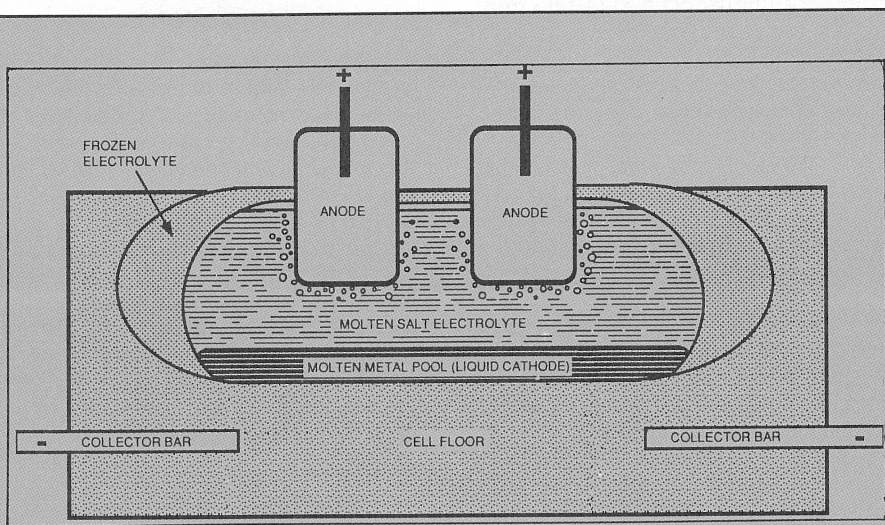 +
+
FROZEN
ELECTROLYTE
ANODE
ANODE
MOLTEN SALT ELECTROLYTE
MOLTEN METAL POOL (LIQUID CATHODE)
- COLLECTOR BAR
CELL FLOOR
COLLECTOR BAR -